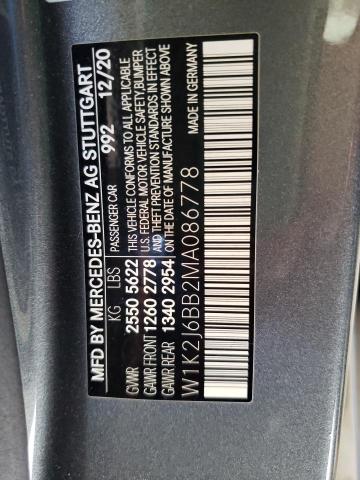 MFD BY MERCEDES-BENZ AG STUTTGART
992 12/20
KG LBS PASSENGER CAR
GVWR 2550 5622 THIS VEHICLE CONFORMS TO ALL APPLICABLE
GAWR FRONT 1260 2778 U.S. FEDERAL MOTOR VEHICLE SAFETY, BUMPER
GAWR REAR 1340 2954 AND THEFT PREVENTION STANDARDS IN EFFECT
ON THE DATE OF MANUFACTURE SHOWN ABOVE
W1K2J6BB2MA086778
MADE IN GERMANY